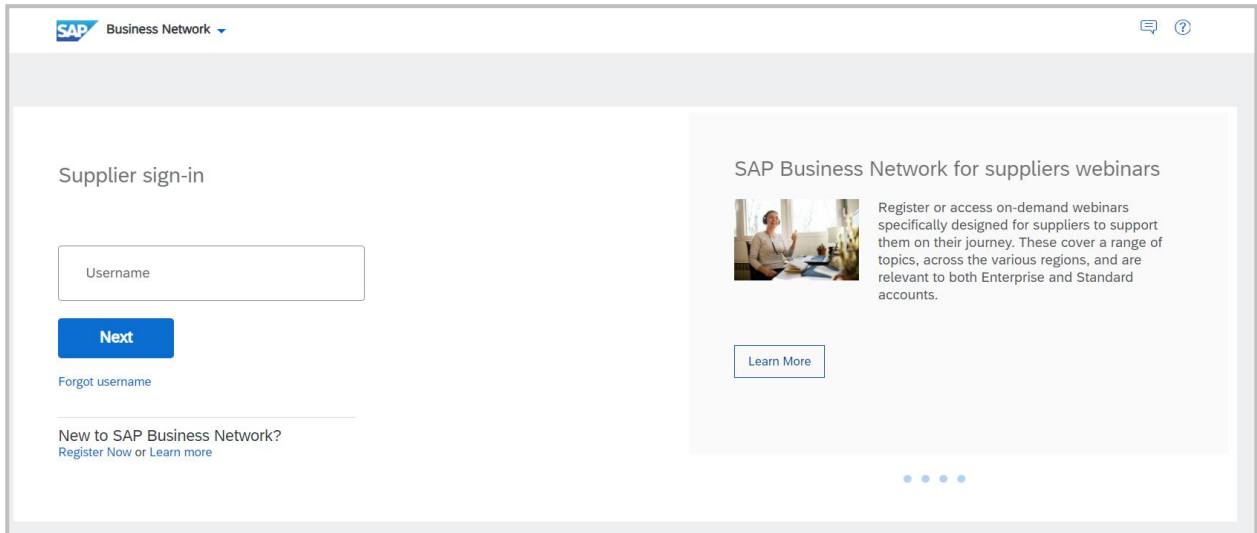 SAP Business Network
Supplier sign-in
Username
Next
Forgot username
New to SAP Business Network?
Register Now or Learn more
SAP Business Network for suppliers webinars
Register or access on-demand webinars
specifically designed for suppliers to support
them on their journey. These cover a range of
topics, across the various regions, and are
relevant to both Enterprise and Standard
accounts.
Learn More